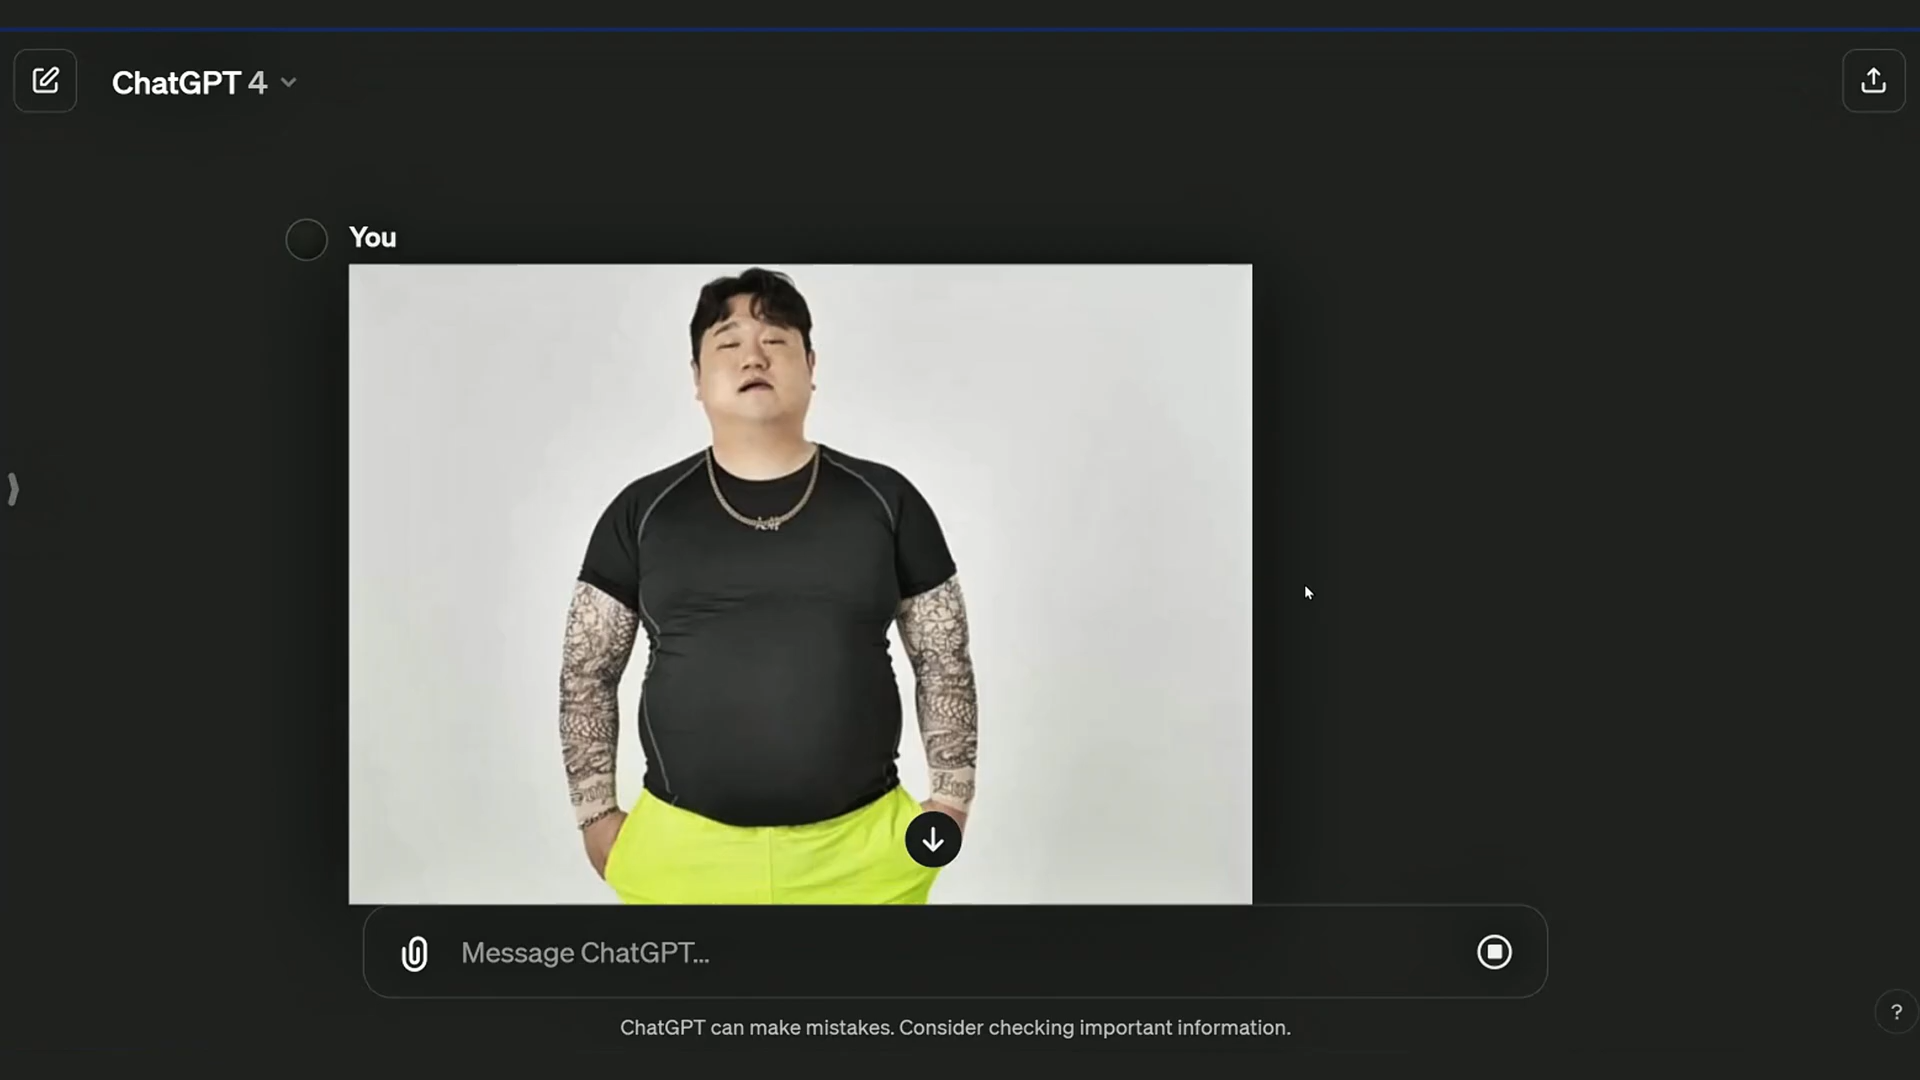 ChatGPT 4
You
Message ChatGPT...
ChatGPT can make mistakes. Consider checking important information.
?